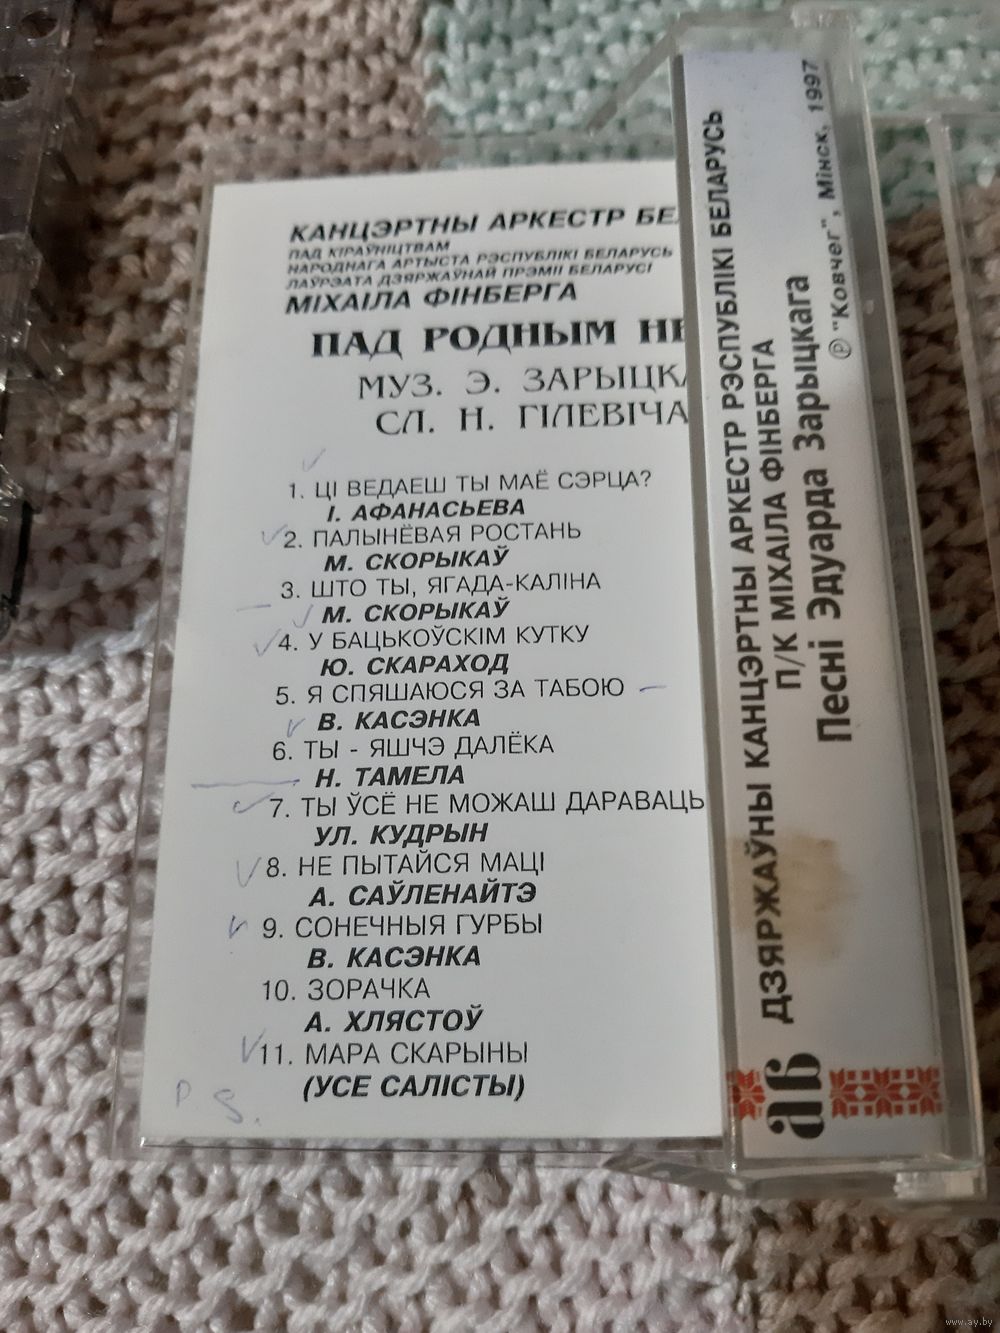 КАНЦЭРТНЫ АРКЕСТР БЕЛ
ПАД КІРАЎНІЦТВАМ
НАРОДНАГА АРТЫСТА РЭСПУБЛІКІ БЕЛАРУСЬ
ЛАЎРЭАТА ДЗЯРЖАЎНАЙ ПРЭМІІ БЕЛАРУСІ
МІХАІЛА ФІНБЕРГА
ПАД РОДНЫМ НЕ
МУЗ. Э. ЗАРЫЦКА
СЛ. Н. ГІЛЕВІЧА
1. ЦІ ВЕДАЕШ ТЫ МАЁ СЭРЦА?
І. АФАНАСЬЕВА
2. ПАЛЫНЁВАЯ РОСТАНЬ
М. СКОРЫКАЎ
3. ШТО ТЫ, ЯГАДА-КАЛІНА
М. СКОРЫКАЎ
4. У БАЦЬКОЎСКІМ КУТКУ
Ю. СКАРАХОД
5. Я СПЯШАЮСЯ ЗА ТАБОЮ
В. КАСЭНКА
6. ТЫ - ЯШЧЭ ДАЛЁКА
Н. ТАМЕЛА
7. ТЫ ЎСЁ НЕ МОЖАШ ДАРАВАЦЬ
УЛ. КУДРЫН
8. НЕ ПЫТАЙСЯ МАЦІ
А. САЎЛЕНАЙТЭ
9. СОНЕЧНЫЯ ГУРБЫ
В. КАСЭНКА
10. ЗОРАЧКА
А. ХЛЯСТОЎ
11. МАРА СКАРЫНЫ
(УСЕ САЛІСТЫ)
аб
ДЗЯРЖАЎНЫ КАНЦЭРТНЫ АРКЕСТР РЭСПУБЛІКІ БЕЛАРУСЬ
П/К МІХАІЛА ФІНБЕРГА
Песні Эдуарда Зарыцкага
℗ "Ковчег", Мінск, 1997
www.ay.by